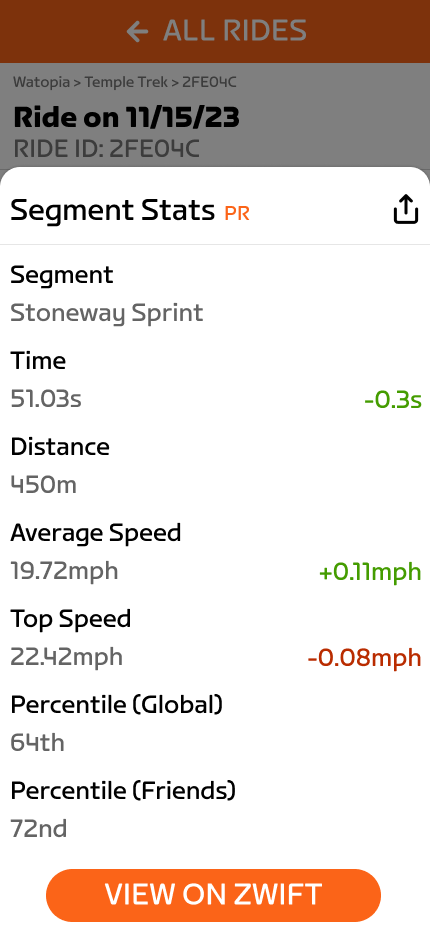 ← ALL RIDES
Watopia > Temple Trek > 2FE04C
Ride on 11/15/23
RIDE ID: 2FE04C
Segment Stats PR
Segment
Stoneway Sprint
Time
51.03s -0.3s
Distance
450m
Average Speed
19.72mph +0.11mph
Top Speed
22.42mph -0.08mph
Percentile (Global)
64th
Percentile (Friends)
72nd
VIEW ON ZWIFT